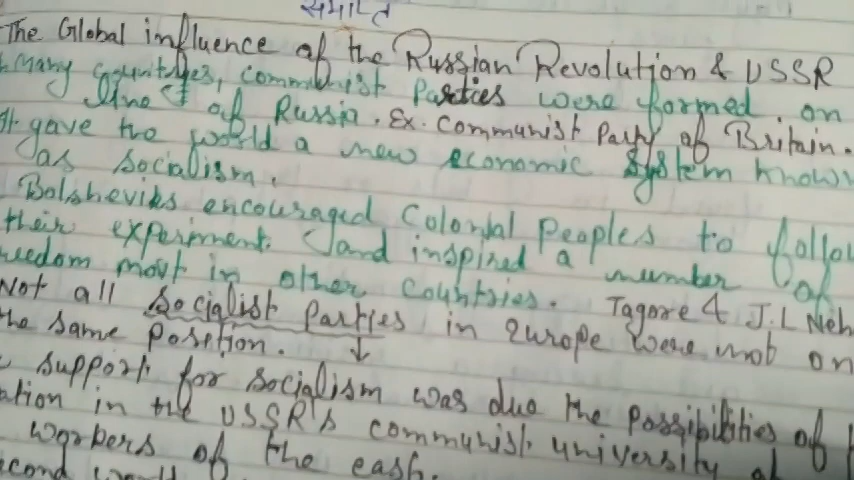 समाप्त
The Global influence of the Russian Revolution & USSR
Many countries, communist Parties were formed on
line of Russia. Ex. Communist Party of Britain.
It gave the world a new economic System known
as Socialism.
Bolsheviks encouraged Colonial Peoples to follow
their experiment. and inspired a number of
freedom movt in other Countries. Tagore & J.L Neh
Not all Socialist Parties in Europe were not on
the same Position.
support for Socialism was due the possibilities of
ation in the USSR's communist university of
workers of the east.
econd